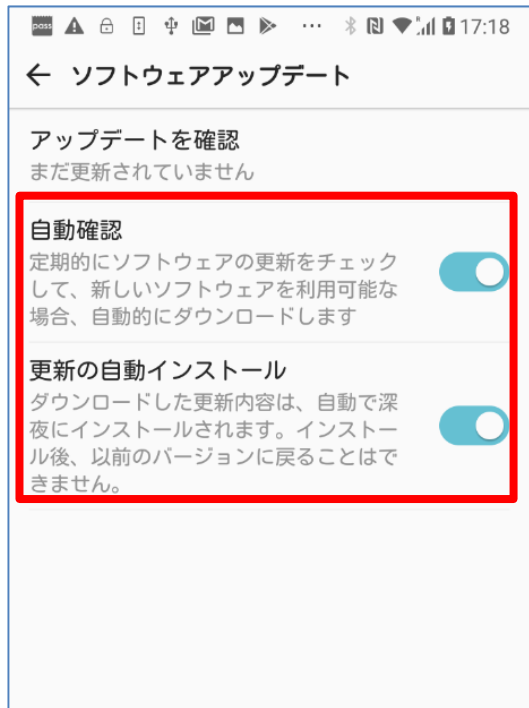 poss ··· 17:18
← ソフトウェアアップデート
アップデートを確認
まだ更新されていません
自動確認
定期的にソフトウェアの更新をチェック
して、新しいソフトウェアを利用可能な
場合、自動的にダウンロードします
更新の自動インストール
ダウンロードした更新内容は、自動で深
夜にインストールされます。インストー
ル後、以前のバージョンに戻ることはで
きません。